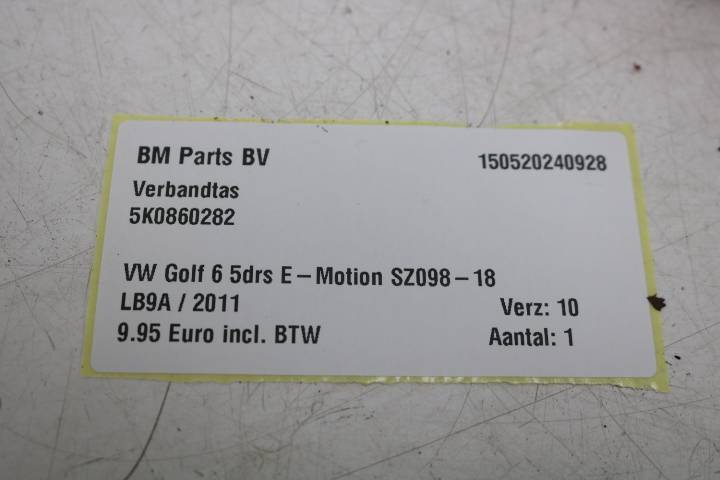 BM Parts BV 150520240928
Verbandtas
5K0860282
VW Golf 6 5drs E-Motion SZ098-18
LB9A / 2011 Verz: 10
9.95 Euro incl. BTW Aantal: 1